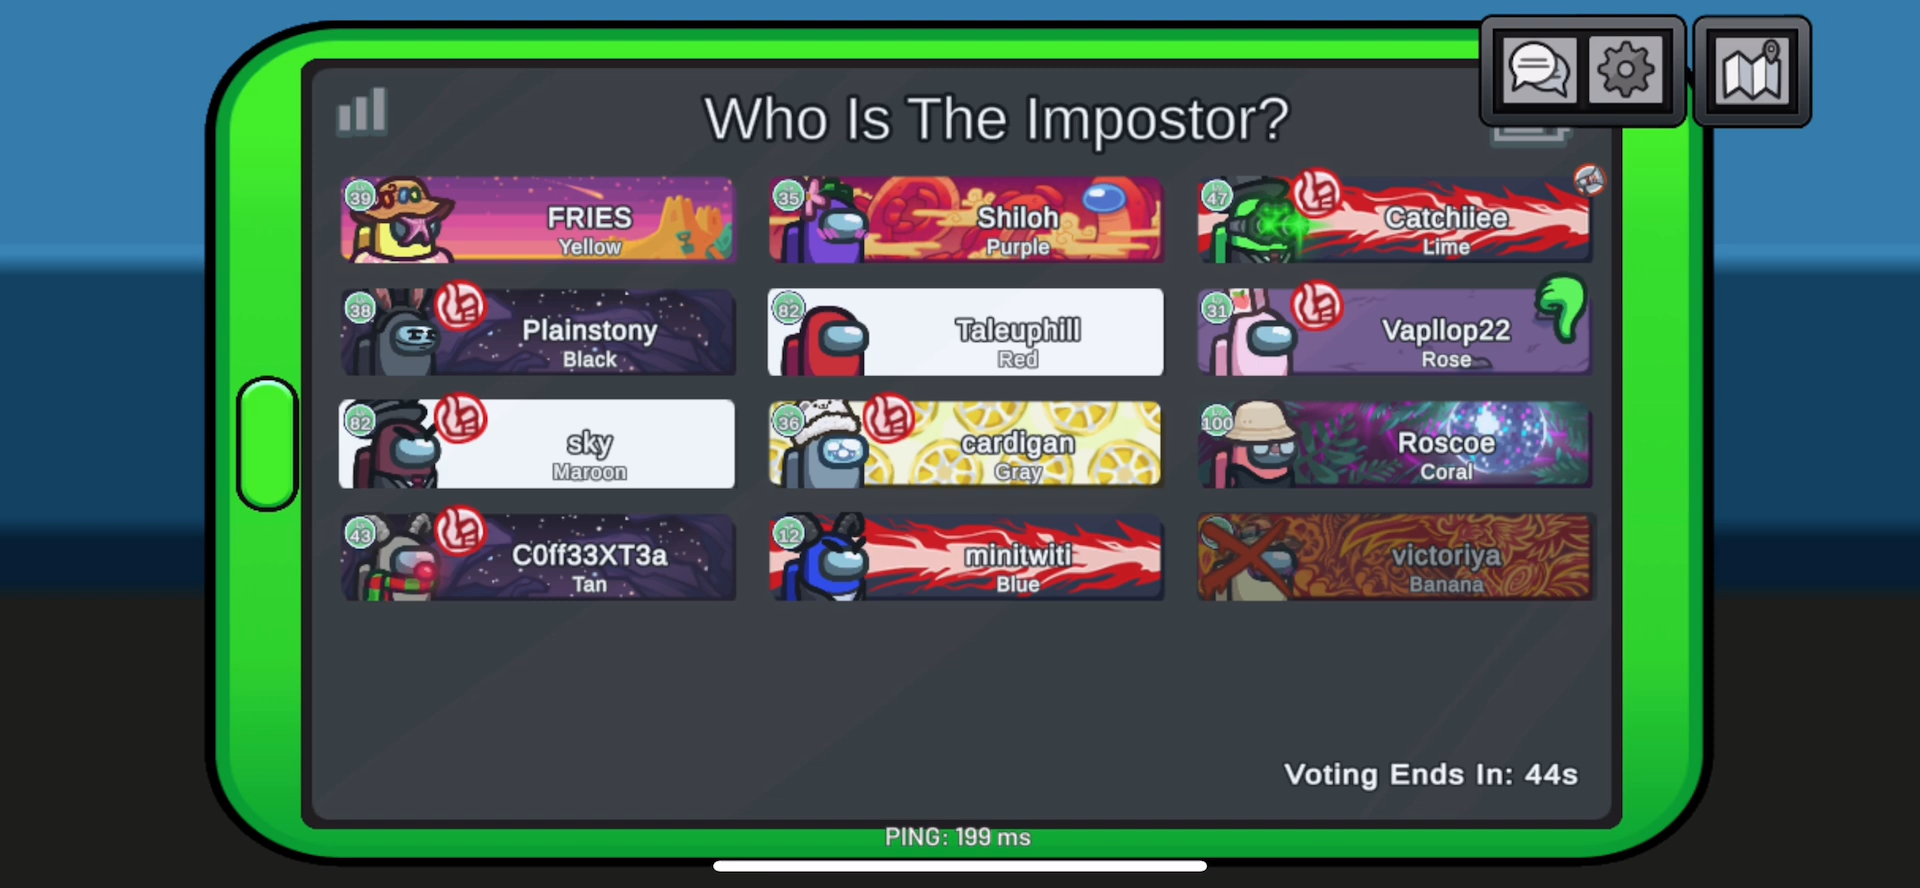 Who Is The Impostor?
39
FRIES
Yellow
35
Shiloh
Purple
47
Catchiiee
Lime
38
Plainstony
Black
82
Taleuphill
Red
31
Vapllop22
Rose
82
sky
Maroon
36
cardigan
Gray
100
Roscoe
Coral
43
C0ff33XT3a
Tan
12
minitwiti
Blue
victoriya
Banana
Voting Ends In: 44s
PING: 199 ms